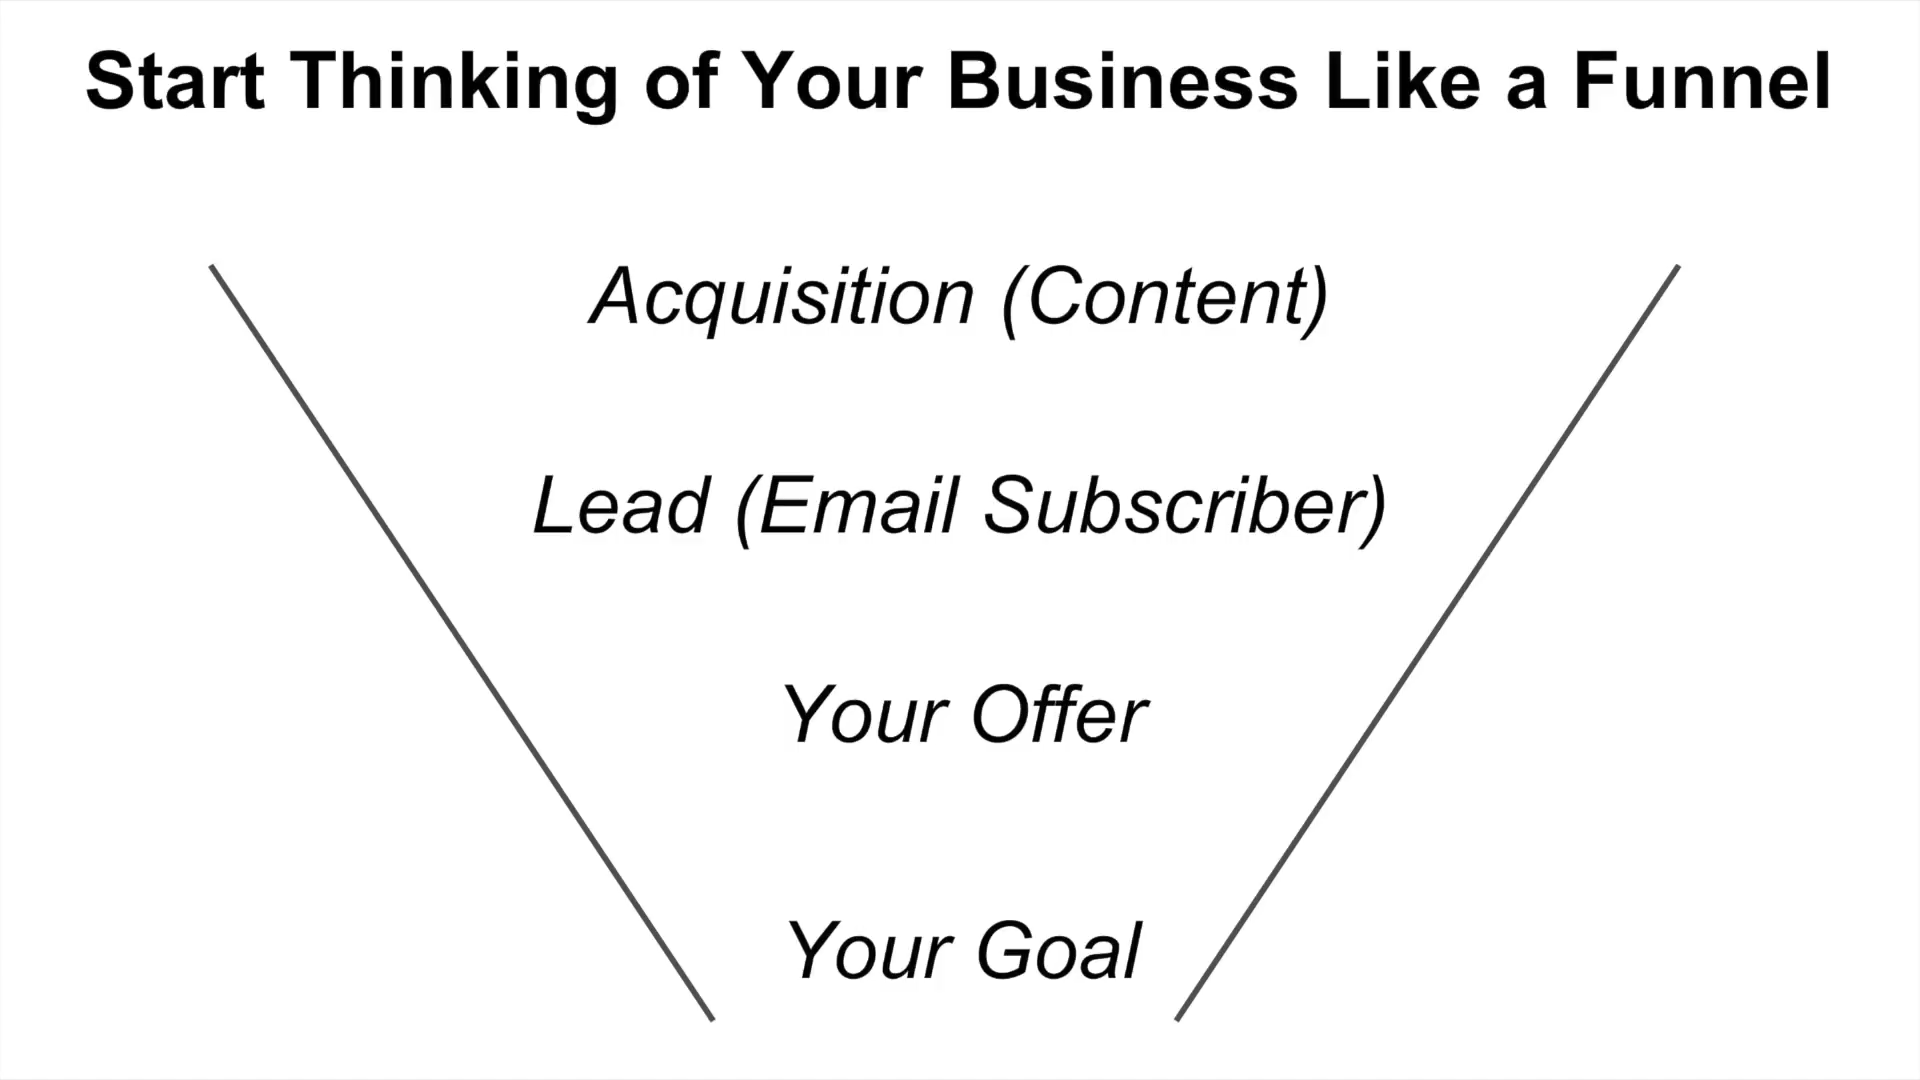 Start Thinking of Your Business Like a Funnel
Acquisition (Content)
Lead (Email Subscriber)
Your Offer
Your Goal